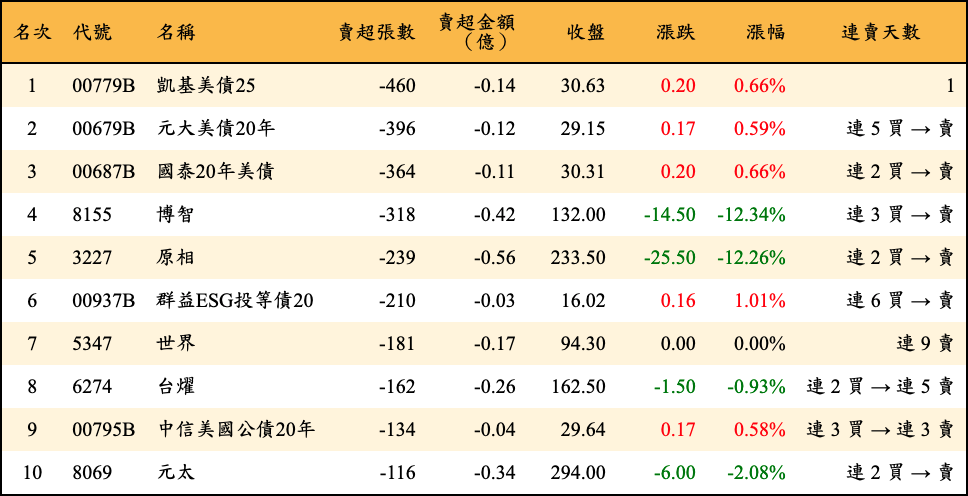 名次 代號 名稱 賣超張數 賣超金額（億） 收盤 漲跌 漲幅 連賣天數
1 00779B 凱基美債25 -460 -0.14 30.63 0.20 0.66% 1
2 00679B 元大美債20年 -396 -0.12 29.15 0.17 0.59% 連 5 買 → 賣
3 00687B 國泰20年美債 -364 -0.11 30.31 0.20 0.66% 連 2 買 → 賣
4 8155 博智 -318 -0.42 132.00 -14.50 -12.34% 連 3 買 → 賣
5 3227 原相 -239 -0.56 233.50 -25.50 -12.26% 連 2 買 → 賣
6 00937B 群益ESG投等債20 -210 -0.03 16.02 0.16 1.01% 連 6 買 → 賣
7 5347 世界 -181 -0.17 94.30 0.00 0.00% 連 9 賣
8 6274 台燿 -162 -0.26 162.50 -1.50 -0.93% 連 2 買 → 連 5 賣
9 00795B 中信美國公債20年 -134 -0.04 29.64 0.17 0.58% 連 3 買 → 連 3 賣
10 8069 元太 -116 -0.34 294.00 -6.00 -2.08% 連 2 買 → 賣